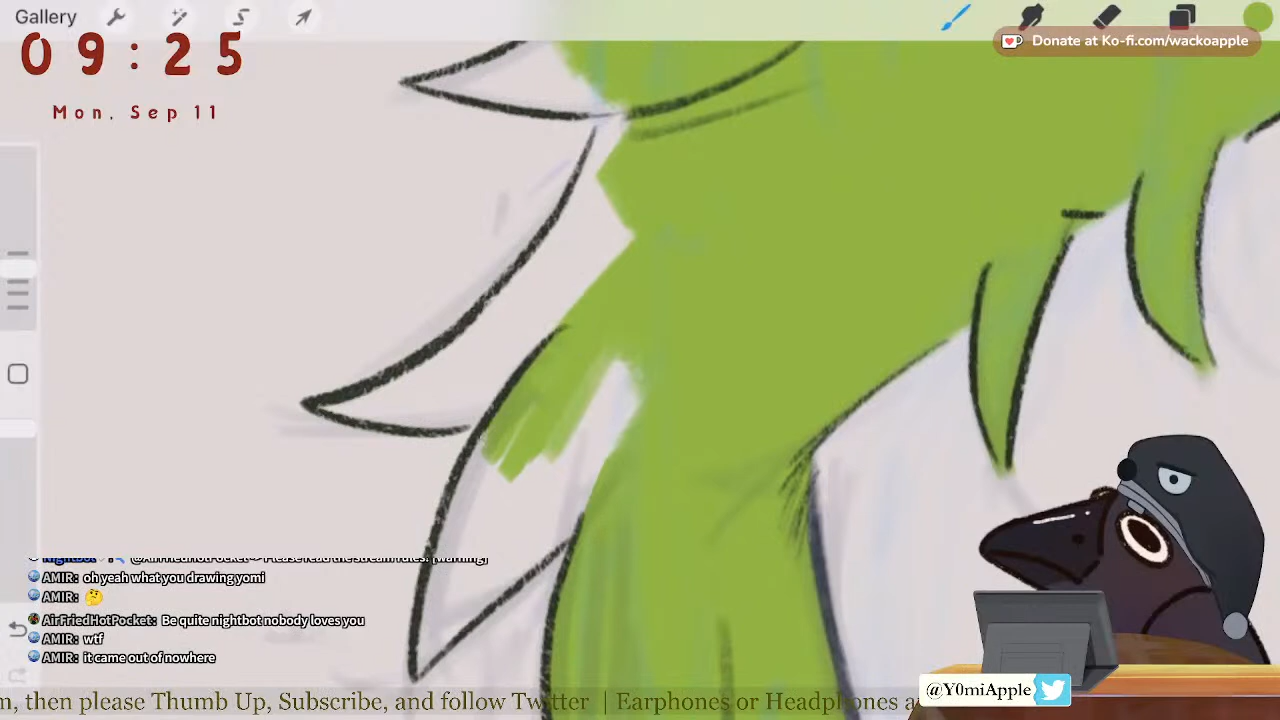 Gallery
Donate at Ko-fi.com/wackoapple
09:25
Mon, Sep 11
AMIR: oh yeah what you drawing yomi
AMIR: 🤔
AirFriedHotPocket: Be quite nightbot nobody loves you
AMIR: wtf
AMIR: it came out of nowhere
@Y0miApple
m, then please Thumb Up, Subscribe, and follow Twitter | Earphones or Headphones a